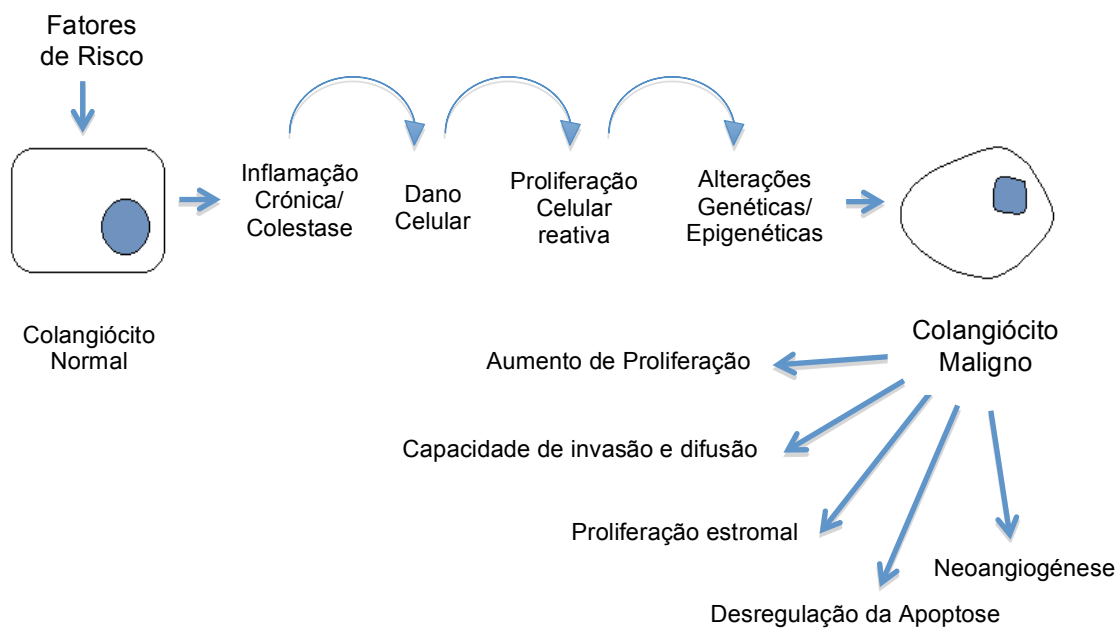 Fatores
de Risco
Inflamação
Crónica/
Colestase
Dano
Celular
Proliferação
Celular
reativa
Alterações
Genéticas/
Epigenéticas
Colangiócito
Normal
Colangiócito
Maligno
Aumento de Proliferação
Capacidade de invasão e difusão
Proliferação estromal
Neoangiogénese
Desregulação da Apoptose